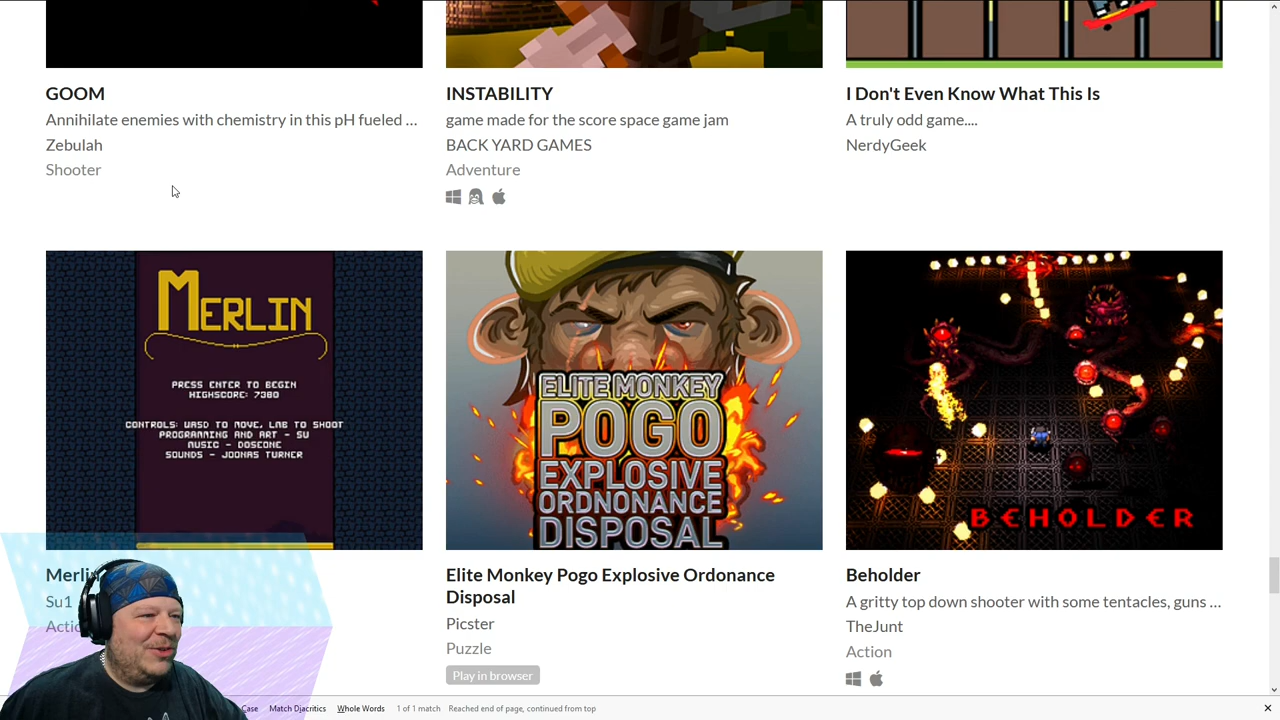 GOOM
Annihilate enemies with chemistry in this pH fueled ...
Zebulah
Shooter
INSTABILITY
game made for the score space game jam
BACK YARD GAMES
Adventure
I Don't Even Know What This Is
A truly odd game....
NerdyGeek
MERLIN
PRESS ENTER TO BEGIN
HIGHSCORE: 7380
CONTROLS: WASD TO MOVE, LMB TO SHOOT
PROGRAMMING AND ART - SU
MUSIC - DOSCONE
SOUNDS - JOONAS TURNER
Merlin
Su1
ELITE MONKEY
POGO
EXPLOSIVE
ORDNONANCE
DISPOSAL
Elite Monkey Pogo Explosive Ordonance
Disposal
Picster
Puzzle
Play in browser
BEHOLDER
Beholder
A gritty top down shooter with some tentacles, guns ...
TheJunt
Action
Case Match Diacritics Whole Words 1 of 1 match Reached end of page, continued from top